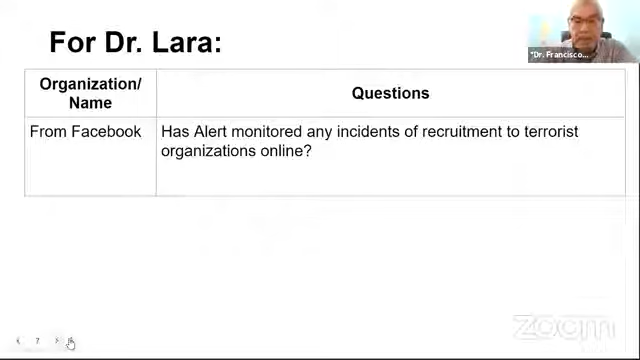 For Dr. Lara:
*Dr. Francisco...
Organization/
Name
Questions
From Facebook
Has Alert monitored any incidents of recruitment to terrorist
organizations online?
zoom
7